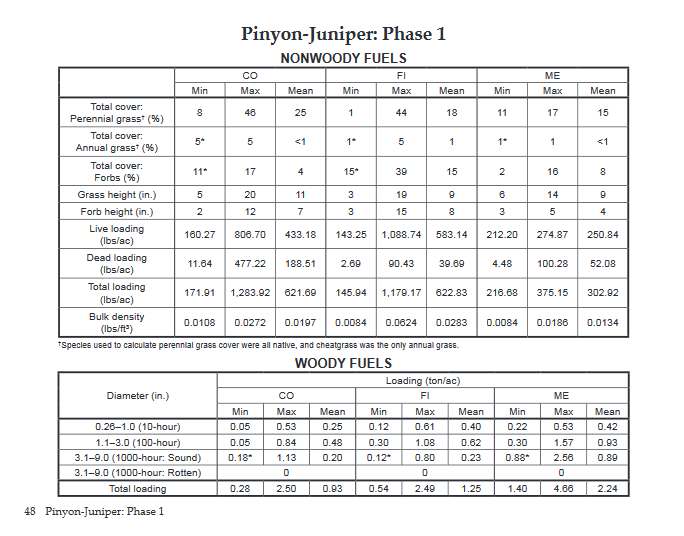 Pinyon-Juniper: Phase 1
NONWOODY FUELS
CO FI ME
Min Max Mean Min Max Mean Min Max Mean
Total cover:
Perennial grass† (%) 8 46 25 1 44 18 11 17 15
Total cover:
Annual grass† (%) 5* 5 <1 1* 5 1 1* 1 <1
Total cover:
Forbs (%) 11* 17 4 15* 39 15 2 16 8
Grass height (in.) 5 20 11 3 19 9 6 14 9
Forb height (in.) 2 12 7 3 15 8 3 5 4
Live loading
(lbs/ac) 160.27 806.70 433.18 143.25 1,088.74 583.14 212.20 274.87 250.84
Dead loading
(lbs/ac) 11.64 477.22 188.51 2.69 90.43 39.69 4.48 100.28 52.08
Total loading
(lbs/ac) 171.91 1,283.92 621.69 145.94 1,179.17 622.83 216.68 375.15 302.92
Bulk density
(lbs/ft³) 0.0108 0.0272 0.0197 0.0084 0.0624 0.0283 0.0084 0.0186 0.0134
†Species used to calculate perennial grass cover were all native, and cheatgrass was the only annual grass.
WOODY FUELS
Loading (ton/ac)
Diameter (in.) CO FI ME
Min Max Mean Min Max Mean Min Max Mean
0.26–1.0 (10-hour) 0.05 0.53 0.25 0.12 0.61 0.40 0.22 0.53 0.42
1.1–3.0 (100-hour) 0.05 0.84 0.48 0.30 1.08 0.62 0.30 1.57 0.93
3.1–9.0 (1000-hour: Sound) 0.18* 1.13 0.20 0.12* 0.80 0.23 0.88* 2.56 0.89
3.1–9.0 (1000-hour: Rotten) 0 0 0
Total loading 0.28 2.50 0.93 0.54 2.49 1.25 1.40 4.66 2.24
48 Pinyon-Juniper: Phase 1